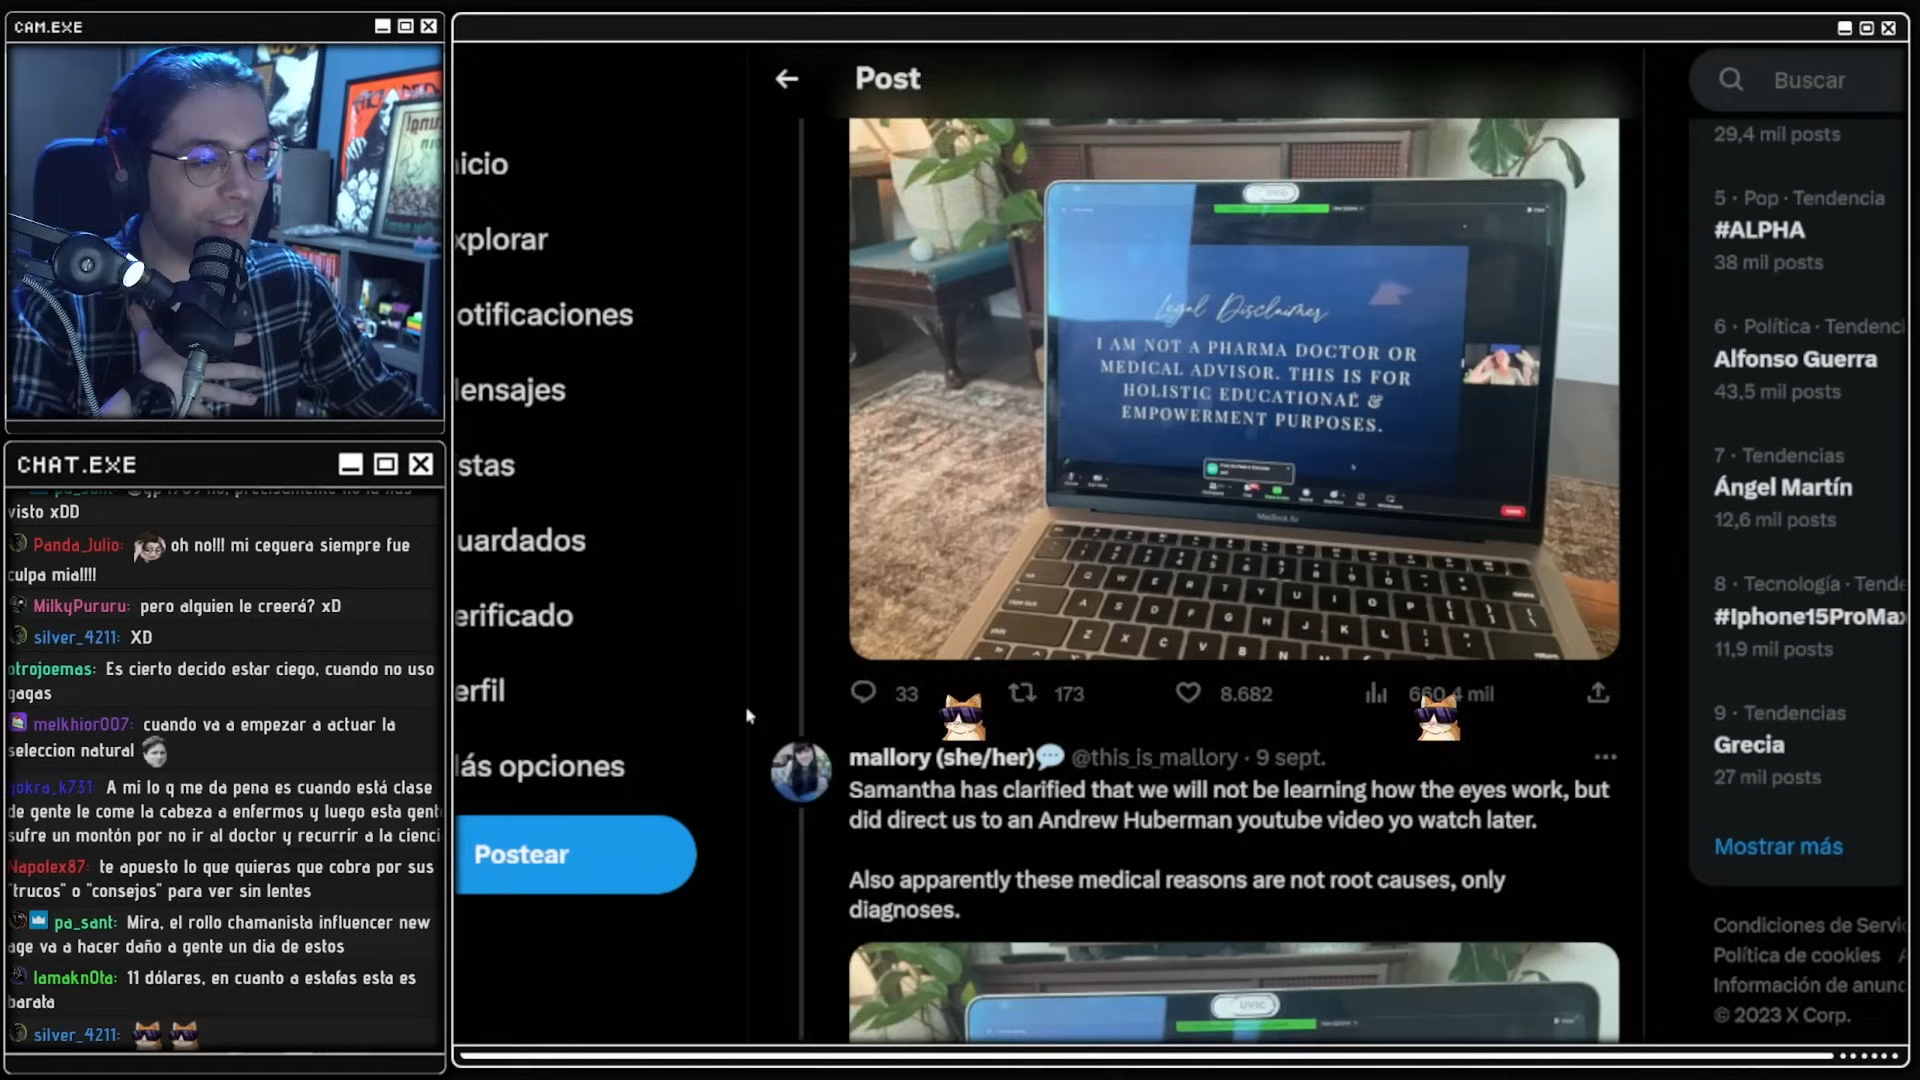 CAM.EXE
CHAT.EXE
visto xDD
Panda_Julio: oh no!!! mi ceguera siempre fue
culpa mia!!!!
MilkyPururu: pero alguien le creerá? xD
silver_4211: XD
otrojoemas: Es cierto decido estar ciego, cuando no uso
gagas
melkhior007: cuando va a empezar a actuar la
seleccion natural
A mi lo q me da pena es cuando está clase
de gente le come la cabeza a enfermos y luego esta gent
sufre un montón por no ir al doctor y recurrir a la cienci
Napolex87: te apuesto lo que quieras que cobra por sus
"trucos" o "consejos" para ver sin lentes
pa_sant: Mira, el rollo chamanista influencer new
age va a hacer daño a gente un dia de estos
lamakn0ta: 11 dólares, en cuanto a estafas esta es
barata
silver_4211:
nicio
xplorar
otificaciones
ensajes
stas
uardados
erificado
erfil
ás opciones
Postear
Post
Legal Disclaimer
I AM NOT A PHARMA DOCTOR OR
MEDICAL ADVISOR. THIS IS FOR
HOLISTIC EDUCATIONAL &
EMPOWERMENT PURPOSES.
MacBook Air
33 173 8.682 660,4 mil
mallory (she/her) @this_is_mallory · 9 sept.
Samantha has clarified that we will not be learning how the eyes work, but
did direct us to an Andrew Huberman youtube video yo watch later.
Also apparently these medical reasons are not root causes, only
diagnoses.
Buscar
29,4 mil posts
5 · Pop · Tendencia
#ALPHA
38 mil posts
6 · Política · Tendenci
Alfonso Guerra
43,5 mil posts
7 · Tendencias
Ángel Martín
12,6 mil posts
8 · Tecnología · Tende
#Iphone15ProMax
11,9 mil posts
9 · Tendencias
Grecia
27 mil posts
Mostrar más
Condiciones de Servi
Política de cookies
Información de anunc
© 2023 X Corp.